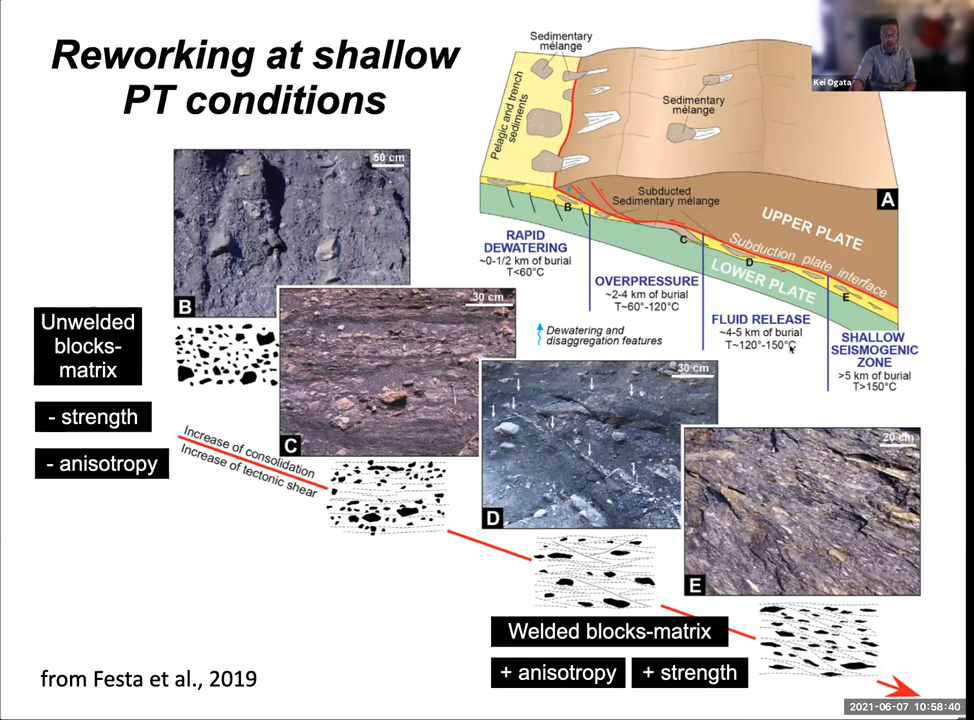 Reworking at shallow
PT conditions
Kei Ogata
Sedimentary
mélange
Pelagic and trench
sediments
Sedimentary
mélange
A
UPPER PLATE
Subducted
Sedimentary mélange
B
C
D
E
Subduction plate interface
LOWER PLATE
RAPID
DEWATERING
~0-1/2 km of burial
T<60°C
OVERPRESSURE
~2-4 km of burial
T~60°-120°C
FLUID RELEASE
~4-5 km of burial
T~120°-150°C
SHALLOW
SEISMOGENIC
ZONE
>5 km of burial
T>150°C
Dewatering and
disaggregation features
50 cm
B
30 cm
C
30 cm
D
20 cm
E
Unwelded
blocks-
matrix
- strength
- anisotropy
Increase of consolidation
Increase of tectonic shear
Welded blocks-matrix
+ anisotropy
+ strength
from Festa et al., 2019
2021-06-07 10:58:40